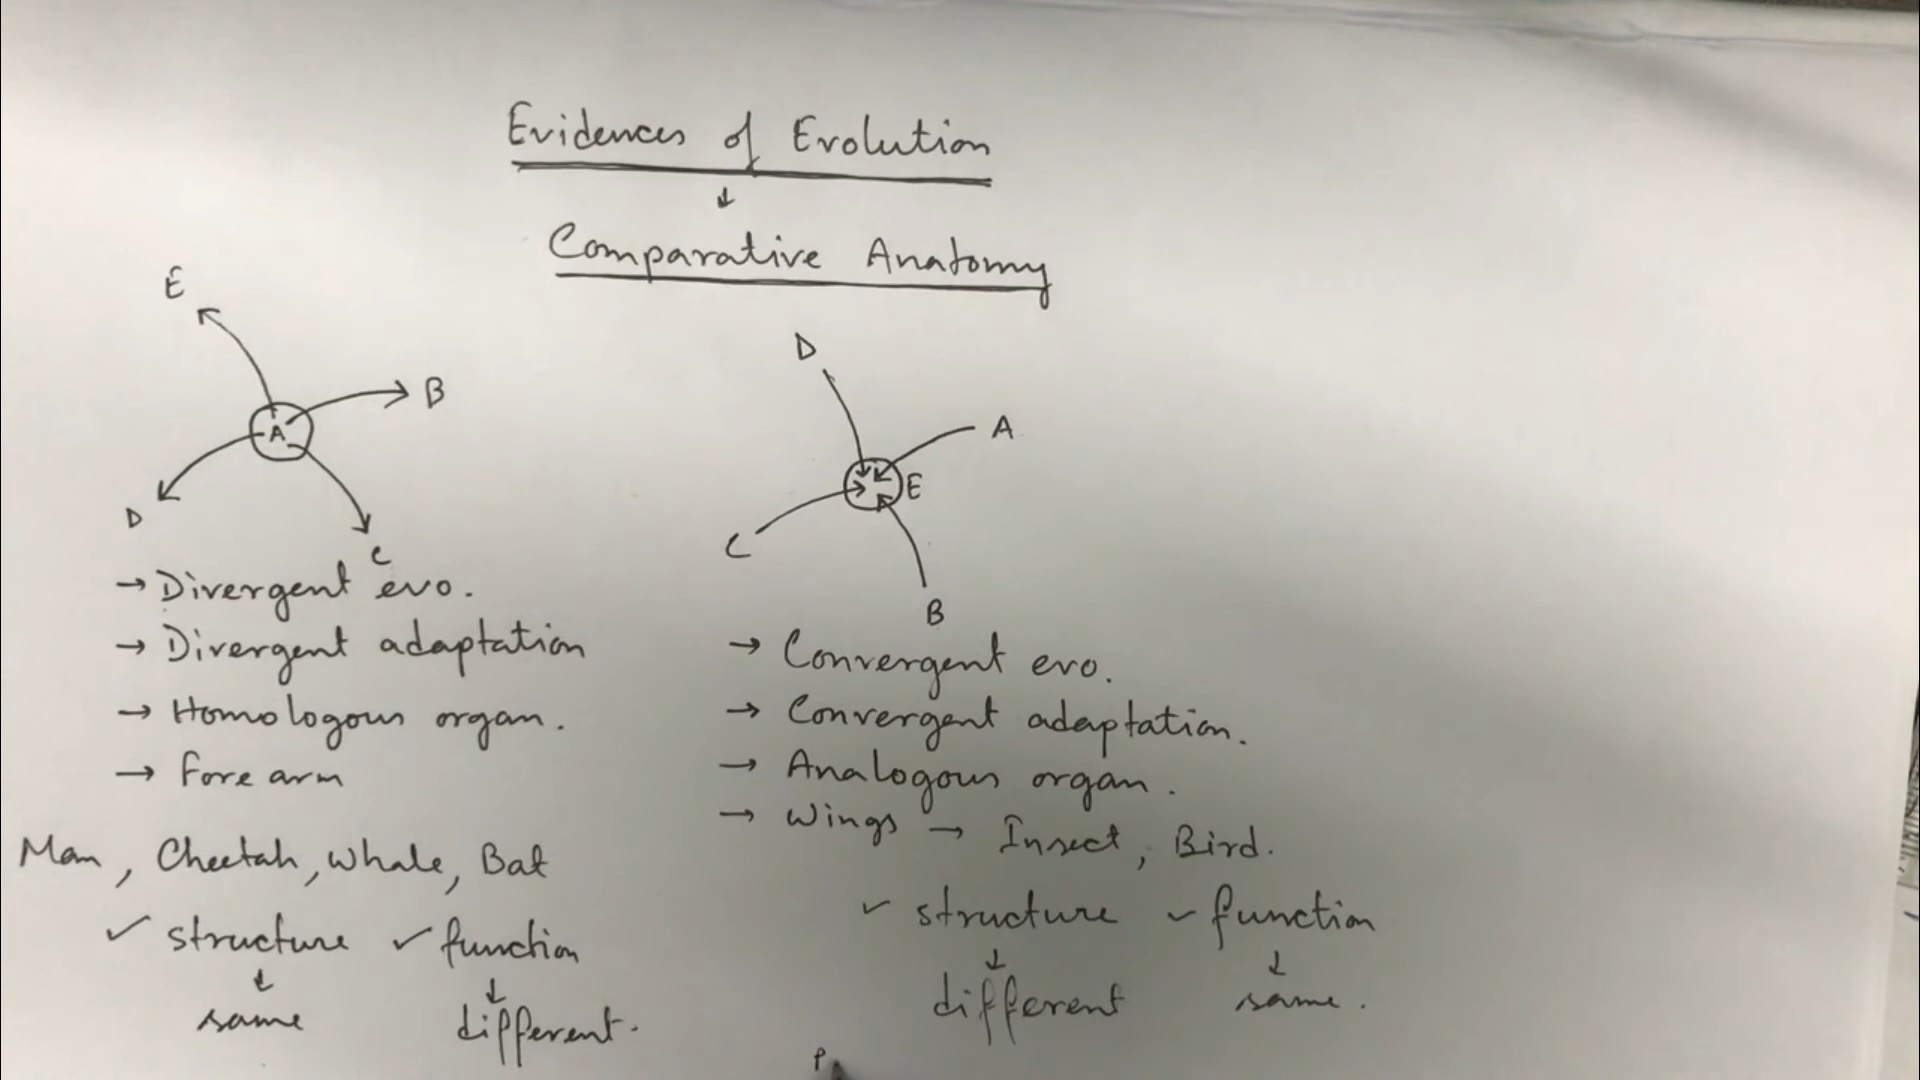 Evidences of Evolution
↓
Comparative Anatomy
E
B
A
D
C
→ Divergent evo.
→ Divergent adaptation
→ Homologous organ.
→ Fore arm
Man, Cheetah, whale, Bat
✓ structure ✓ function
↓ ↓
same different.
D
A
E
C
B
→ Convergent evo.
→ Convergent adaptation.
→ Analogous organ.
→ Wings → Insect, Bird.
✓ structure ✓ function
↓ ↓
different same.
P